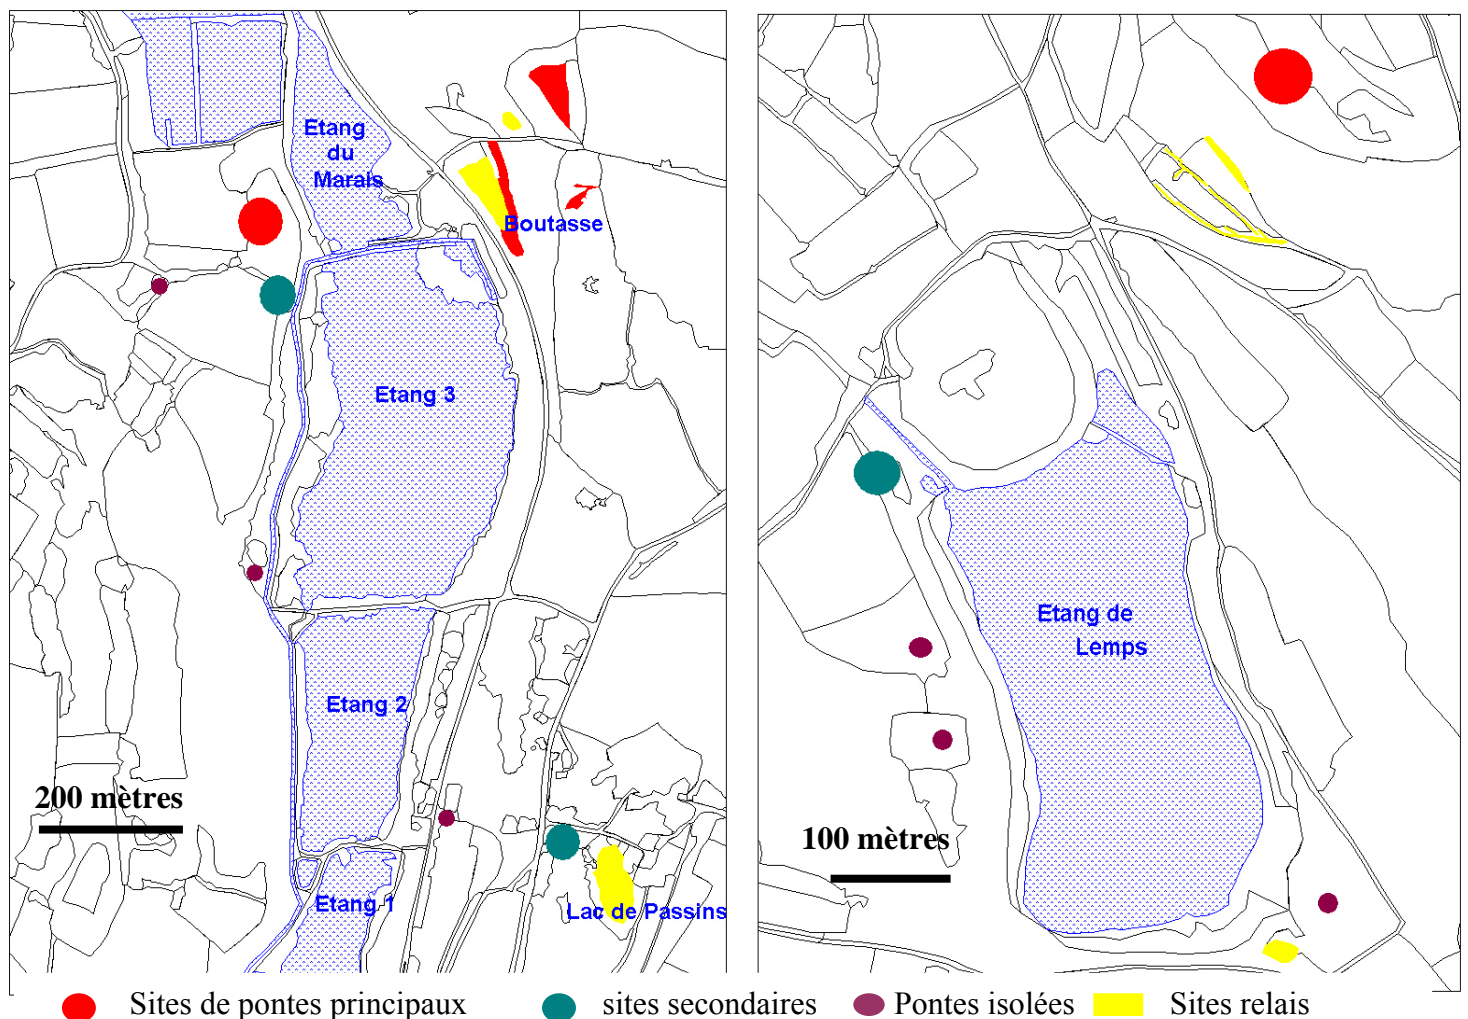 Etang
du
Marais
Boutasse
Etang 3
Etang 2
200 mètres
Etang 1
Lac de Passins
Etang de
Lemps
100 mètres
Sites de pontes principaux
sites secondaires
Pontes isolées
Sites relais